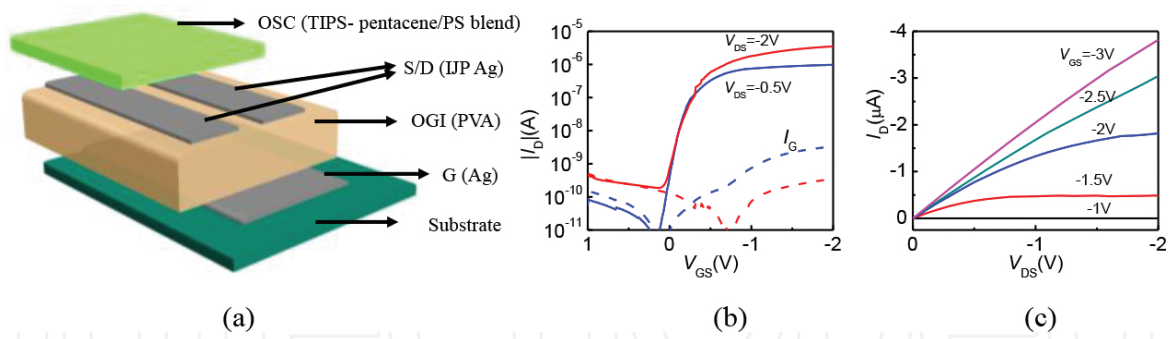 OSC (TIPS- pentacene/PS blend)
S/D (IJP Ag)
OGI (PVA)
G (Ag)
Substrate
(a)
10⁻⁵
10⁻⁶
10⁻⁷
10⁻⁸
10⁻⁹
10⁻¹⁰
10⁻¹¹
|I_D|(A)
V_DS=-2V
V_DS=-0.5V
I_G
1 0 -1 -2
V_GS(V)
(b)
-4
-3
-2
-1
0
I_D(μA)
V_GS=-3V
-2.5V
-2V
-1.5V
-1V
0 -1 -2
V_DS(V)
(c)